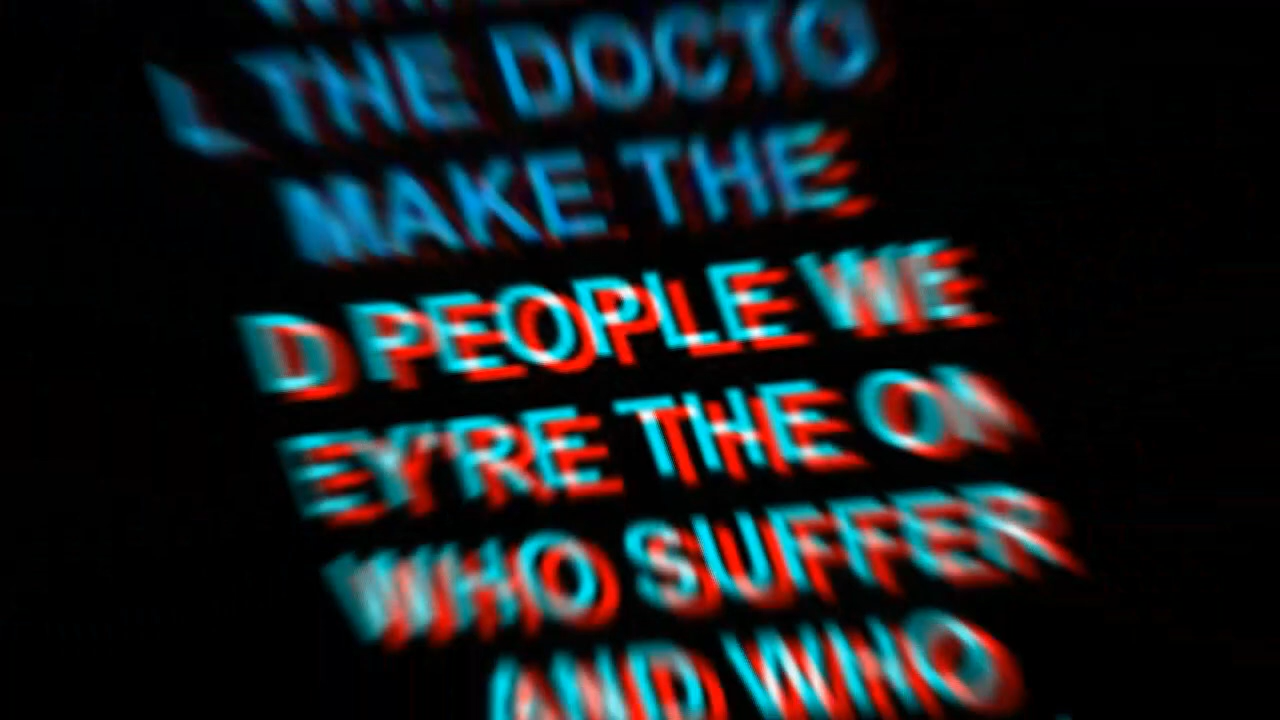 L THE DOCTO
MAKE THE
D PEOPLE WE
EY'RE THE ON
WHO SUFFER
AND WHO